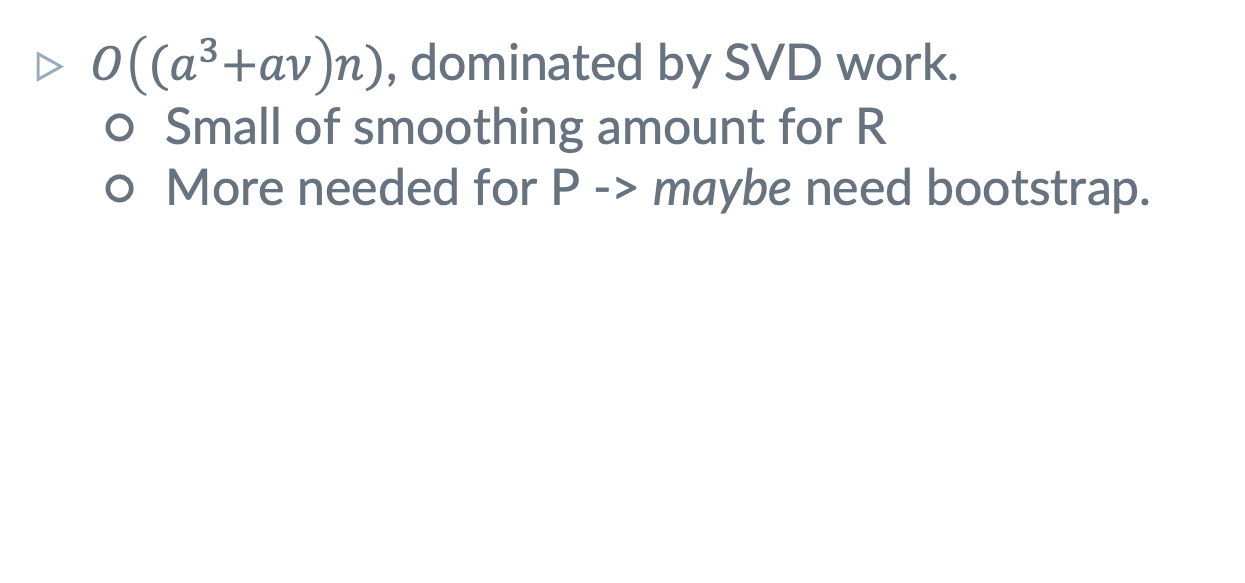 ▷ 𝑂((𝑎³+𝑎𝑣)𝑛), dominated by SVD work.
○ Small of smoothing amount for R
○ More needed for P -> maybe need bootstrap.